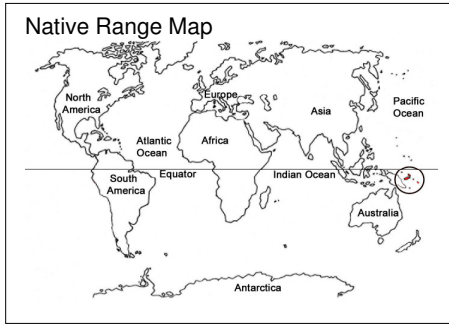 Native Range Map
North
America
Europe
Asia
Pacific
Ocean
Atlantic
Ocean
Africa
Equator
Indian Ocean
South
America
Australia
Antarctica